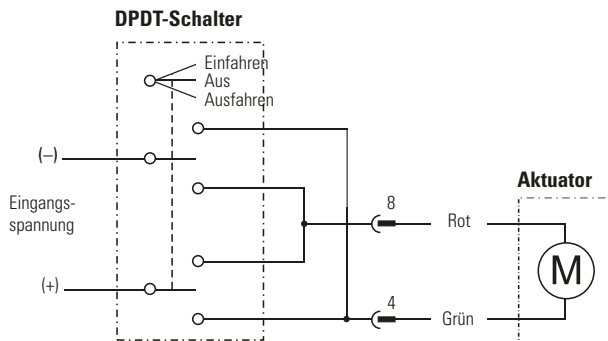 DPDT-Schalter
Einfahren
Aus
Ausfahren
(–)
Eingangs-
spannung
(+)
8
Rot
4
Grün
Aktuator
M